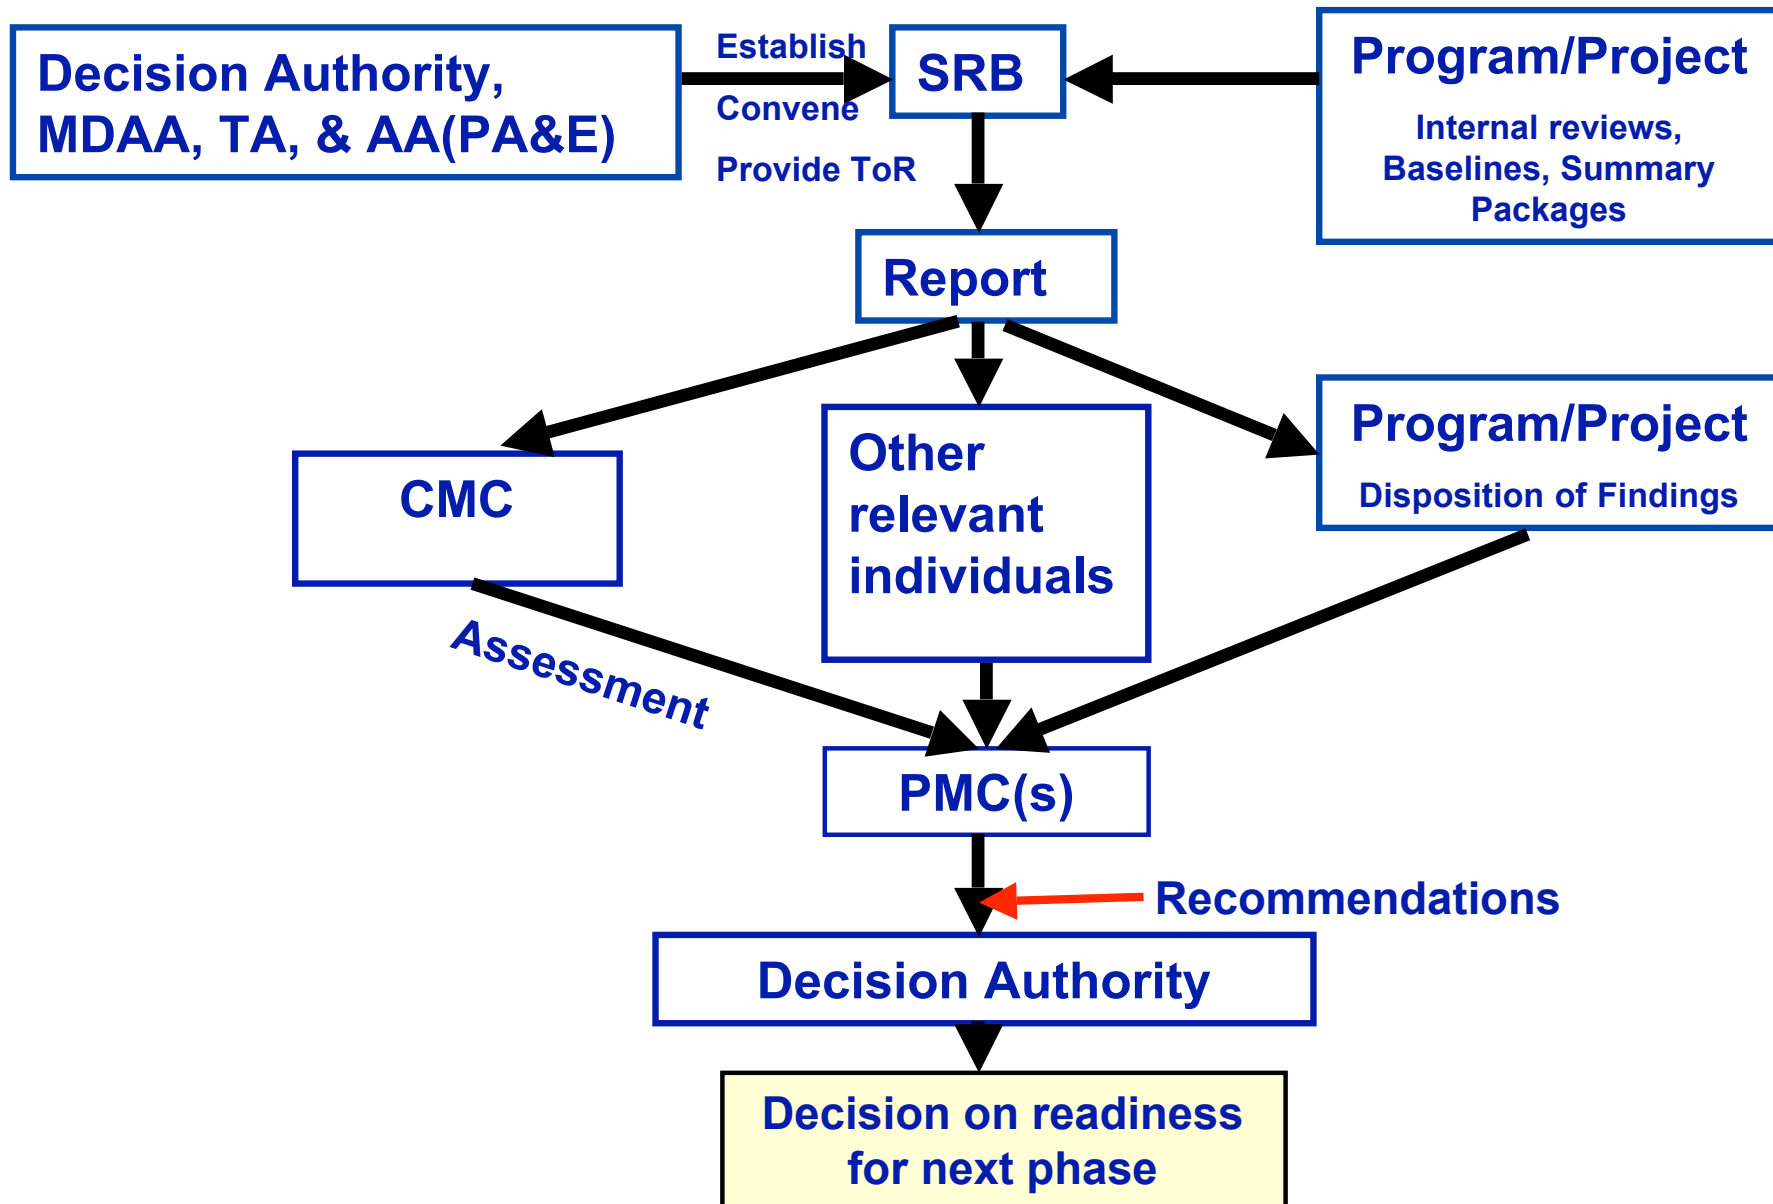 Decision Authority,
MDAA, TA, & AA(PA&E)
Establish
Convene
Provide ToR
SRB
Program/Project
Internal reviews,
Baselines, Summary
Packages
Report
CMC
Other
relevant
individuals
Program/Project
Disposition of Findings
Assessment
PMC(s)
Recommendations
Decision Authority
Decision on readiness
for next phase